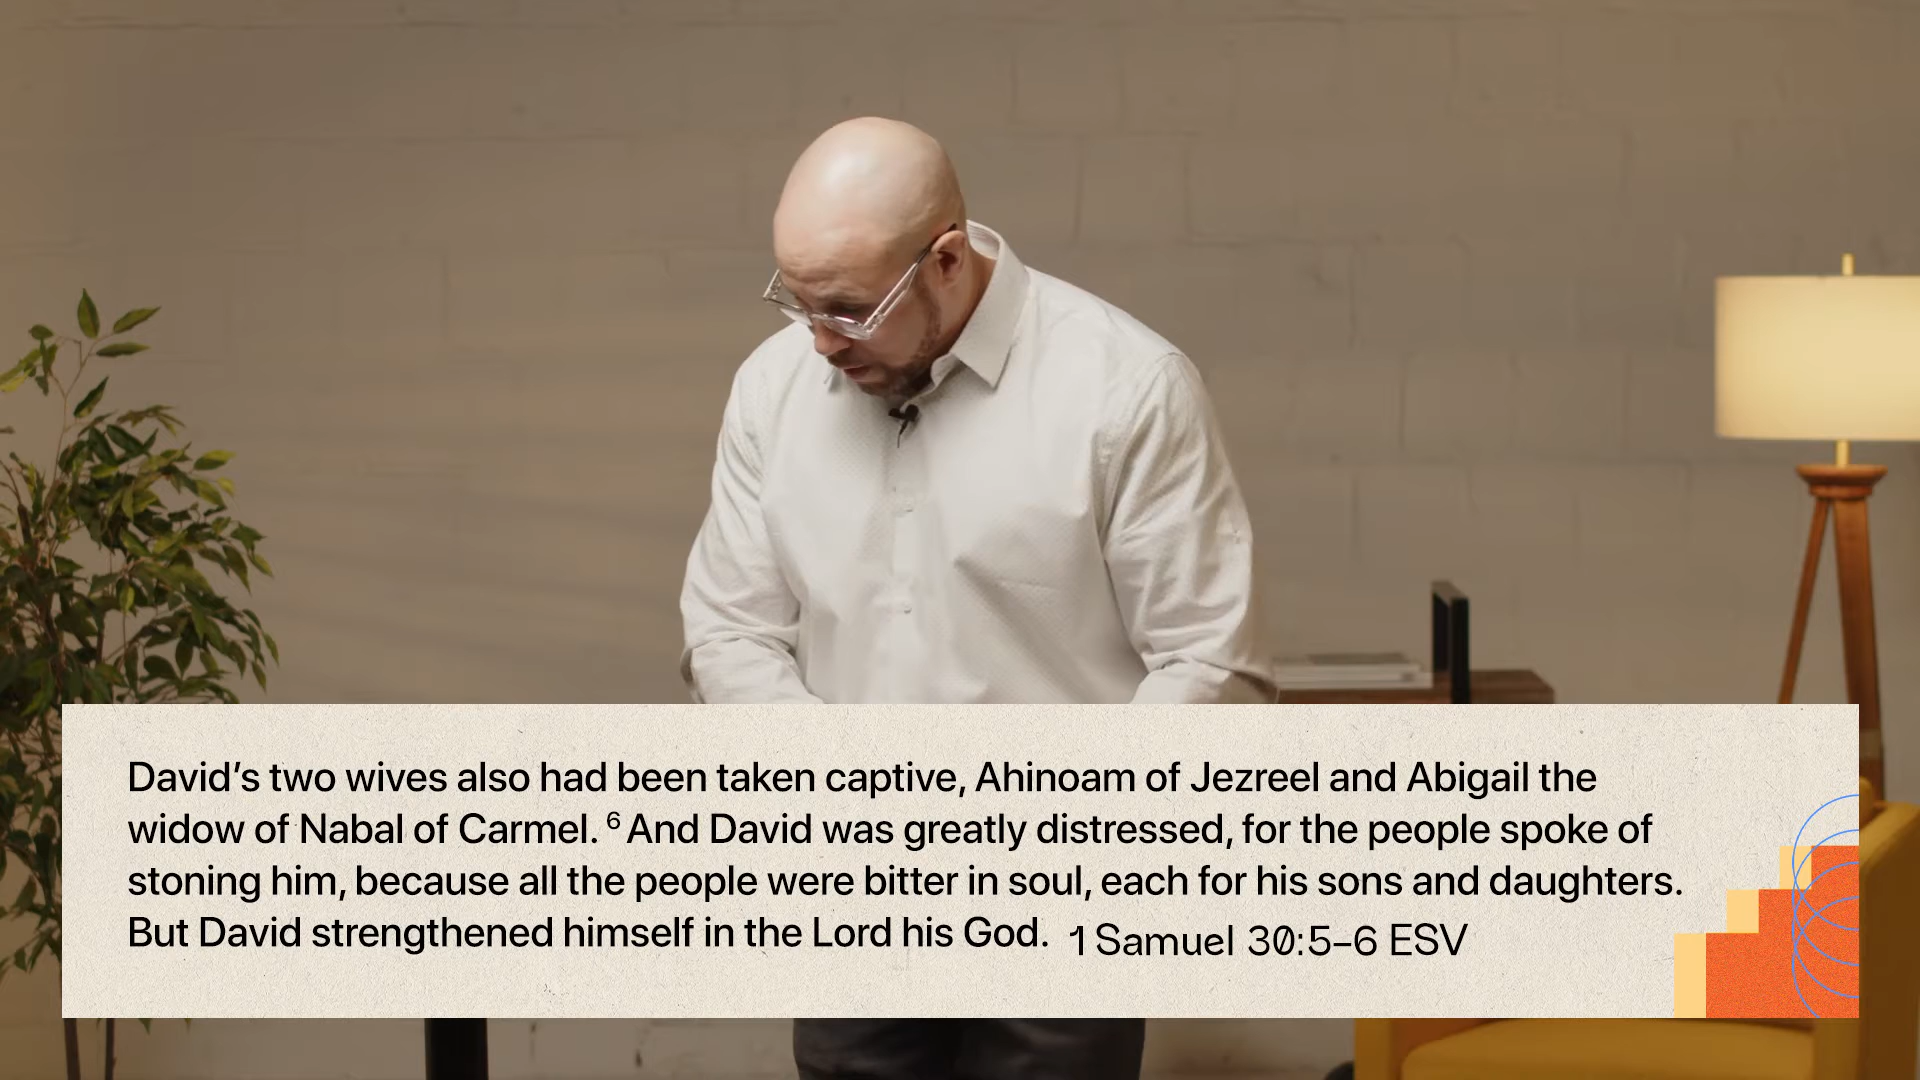 David’s two wives also had been taken captive, Ahinoam of Jezreel and Abigail the
widow of Nabal of Carmel. ⁶ And David was greatly distressed, for the people spoke of
stoning him, because all the people were bitter in soul, each for his sons and daughters.
But David strengthened himself in the Lord his God. 1 Samuel 30:5–6 ESV